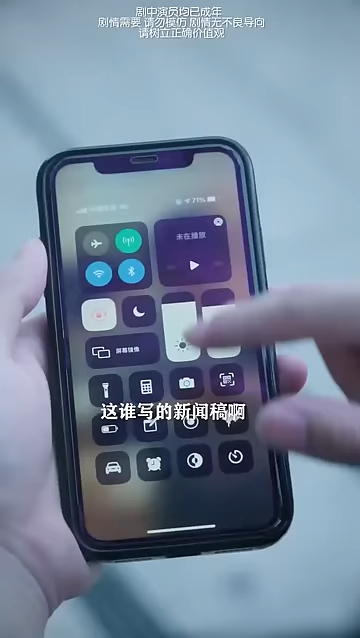 剧中演员均已成年
剧情需要 请勿模仿 剧情无不良导向
请树立正确价值观
71%
未在播放
屏幕镜像
这谁写的新闻稿啊